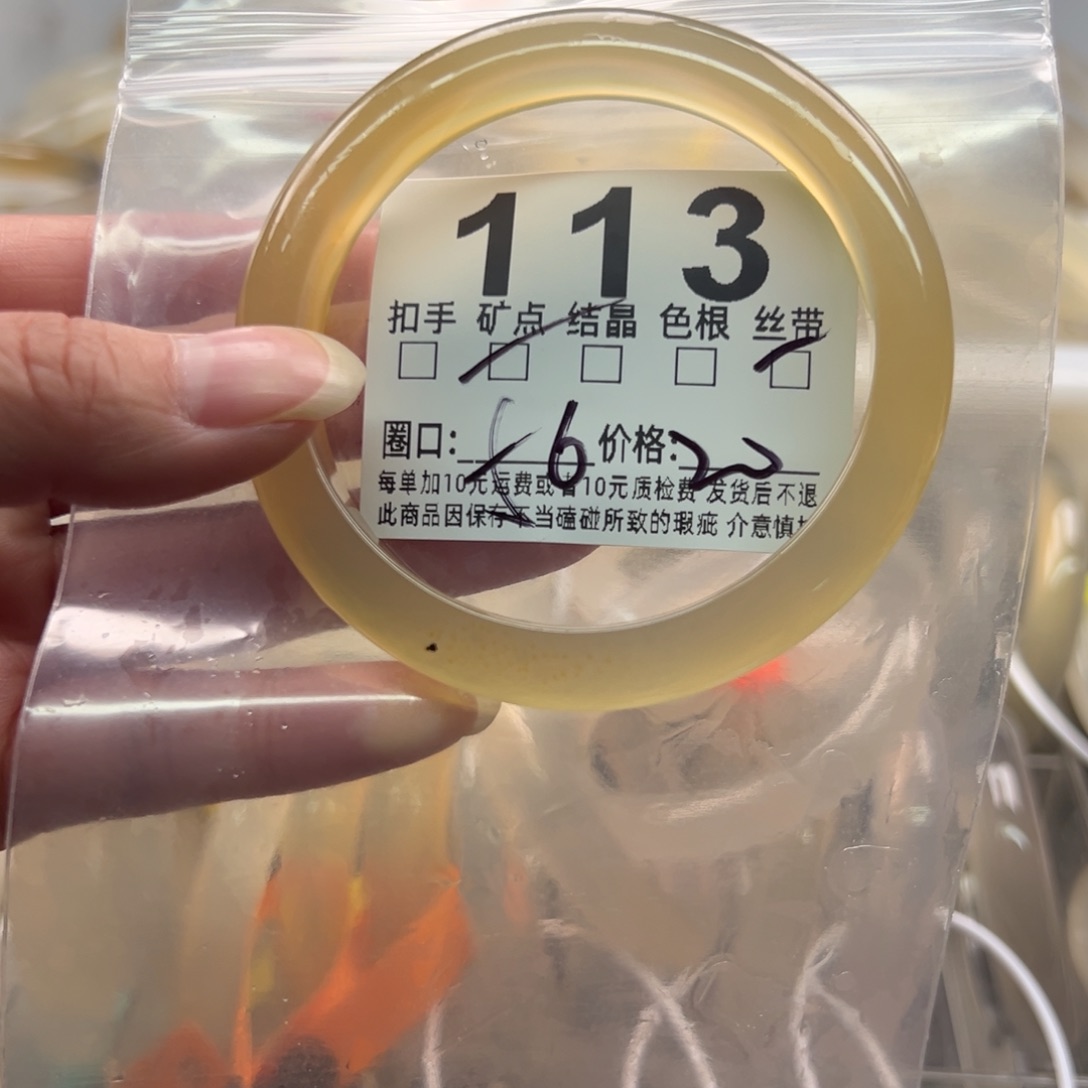 113
扣手 矿点 结晶 色根 丝带
圈口: 56 价格: 20
每单加10元运费或省10元质检费 发货后不退
此商品因保存不当磕碰所致的瑕疵 介意慎